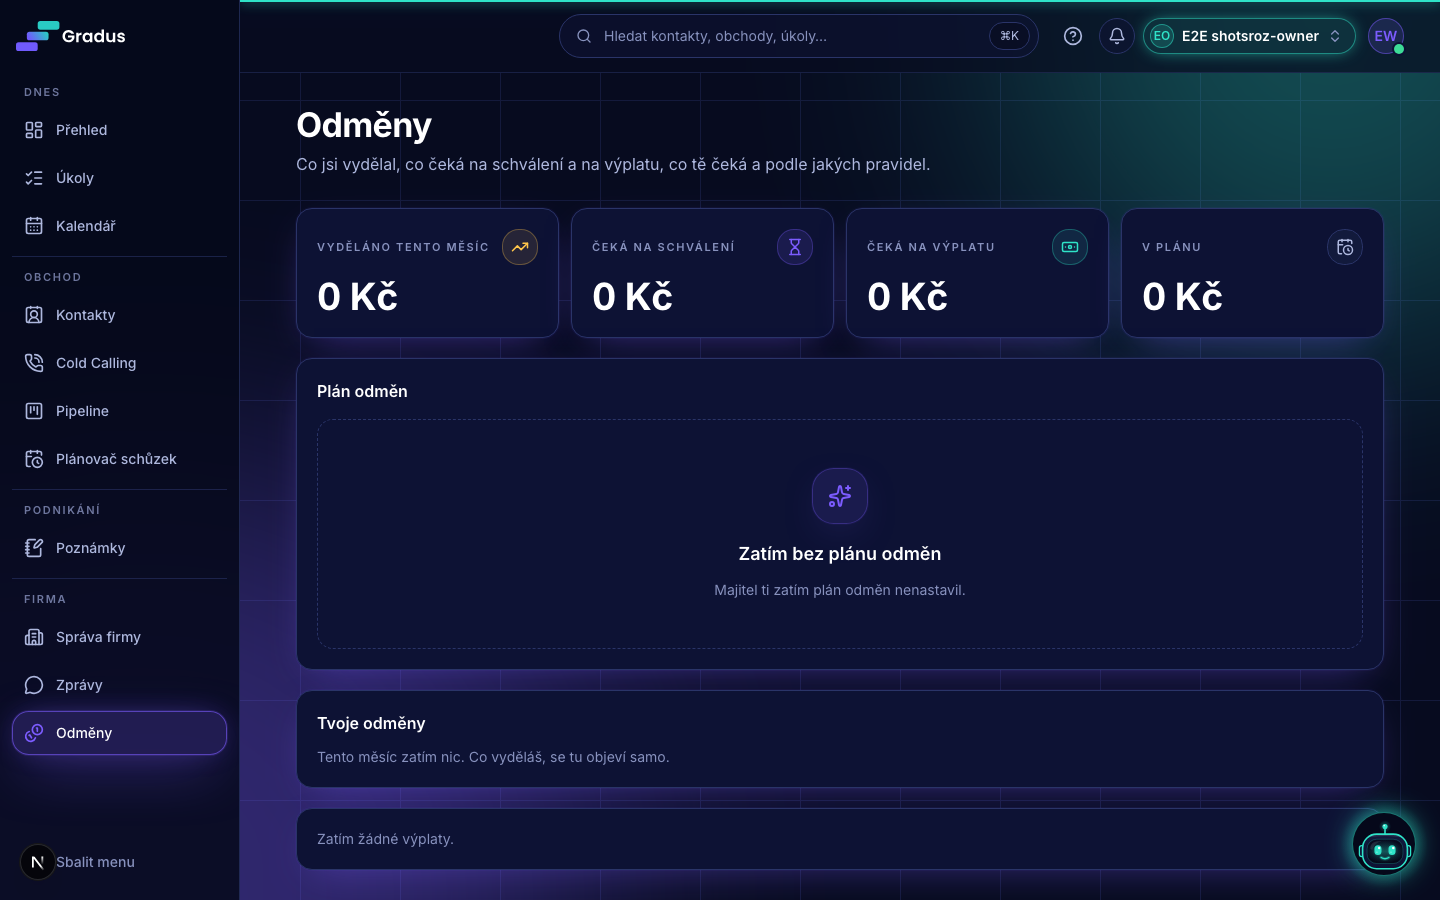 Gradus
Hledat kontakty, obchody, úkoly...
⌘K
EO
E2E shotsroz-owner
EW
DNES
Přehled
Úkoly
Kalendář
OBCHOD
Kontakty
Cold Calling
Pipeline
Plánovač schůzek
PODNIKÁNÍ
Poznámky
FIRMA
Správa firmy
Zprávy
Odměny
N
Sbalit menu
Odměny
Co jsi vydělal, co čeká na schválení a na výplatu, co tě čeká a podle jakých pravidel.
VYDĚLÁNO TENTO MĚSÍC
0 Kč
ČEKÁ NA SCHVÁLENÍ
0 Kč
ČEKÁ NA VÝPLATU
0 Kč
V PLÁNU
0 Kč
Plán odměn
Zatím bez plánu odměn
Majitel ti zatím plán odměn nenastavil.
Tvoje odměny
Tento měsíc zatím nic. Co vyděláš, se tu objeví samo.
Zatím žádné výplaty.